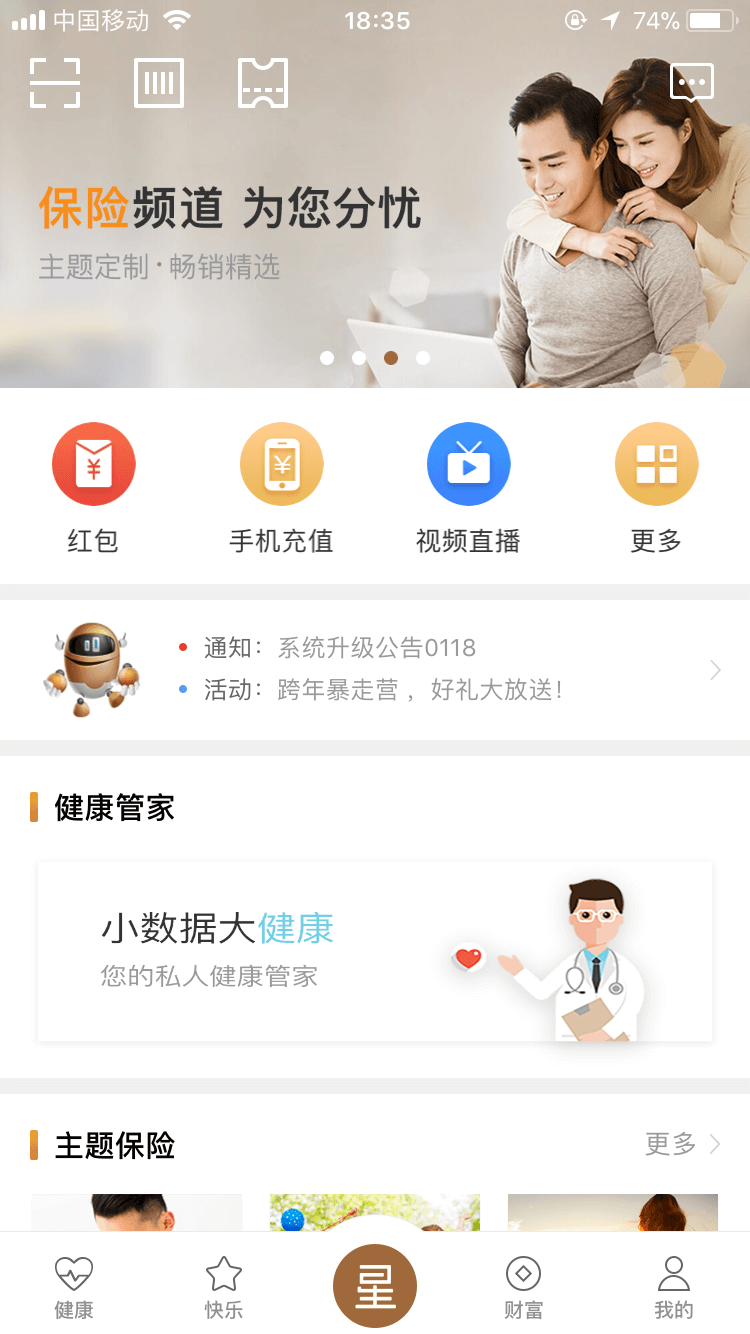 中国移动
18:35
74%
保险频道 为您分忧
主题定制·畅销精选
红包
手机充值
视频直播
更多
通知：系统升级公告0118
活动：跨年暴走营 ，好礼大放送！
健康管家
小数据大健康
您的私人健康管家
主题保险
更多
健康
快乐
星
财富
我的